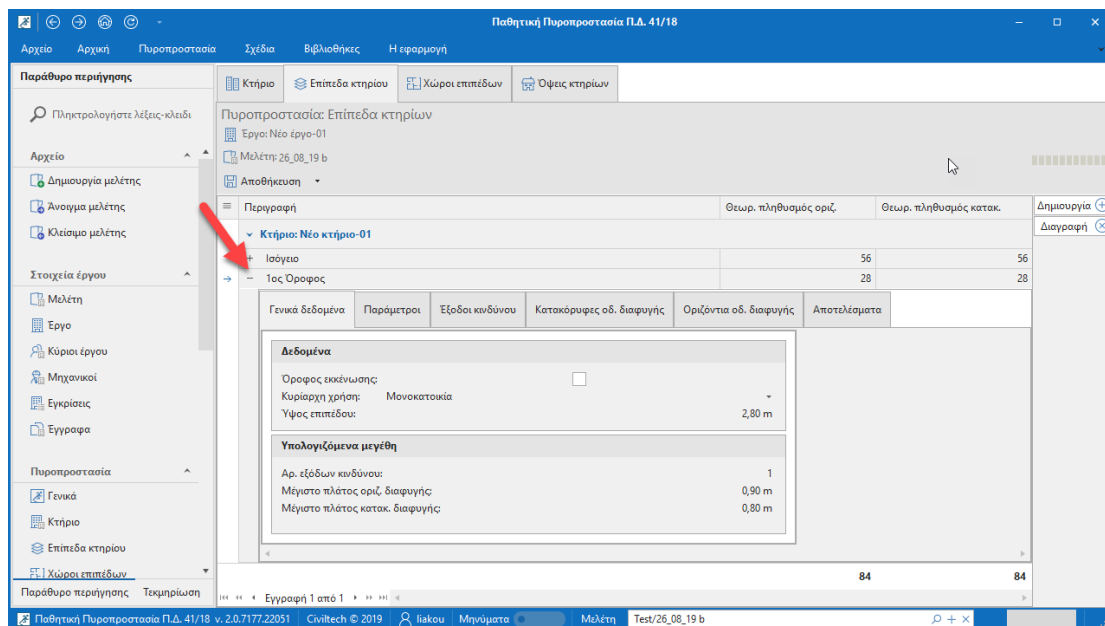 Παθητική Πυροπροστασία Π.Δ. 41/18
Αρχείο Αρχική Πυροπροστασία Σχέδια Βιβλιοθήκες Η εφαρμογή
Παράθυρο περιήγησης
Πληκτρολογήστε λέξεις-κλειδι
Αρχείο
Δημιουργία μελέτης
Άνοιγμα μελέτης
Κλείσιμο μελέτης
Στοιχεία έργου
Μελέτη
Έργο
Κύριοι έργου
Μηχανικοί
Εγκρίσεις
Έγγραφα
Πυροπροστασία
Γενικά
Κτήριο
Επίπεδα κτηρίου
Χώροι επιπέδων
Παράθυρο περιήγησης Τεκμηρίωση
Κτήριο Επίπεδα κτηρίου Χώροι επιπέδων Όψεις κτηρίων
Πυροπροστασία: Επίπεδα κτηρίων
Έργο: Νέο έργο-01
Μελέτη: 26_08_19 b
Αποθήκευση
Περιγραφή Θεωρ. πληθυσμός οριζ. Θεωρ. πληθυσμός κατακ.
Δημιουργία
Διαγραφή
Κτήριο: Νέο κτήριο-01
+ Ισόγειο 56 56
− 1ος Όροφος 28 28
Γενικά δεδομένα Παράμετροι Έξοδοι κινδύνου Κατακόρυφες οδ. διαφυγής Οριζόντια οδ. διαφυγής Αποτελέσματα
Δεδομένα
Όροφος εκκένωσης:
Κυρίαρχη χρήση: Μονοκατοικία
Ύψος επιπέδου: 2,80 m
Υπολογιζόμενα μεγέθη
Αρ. εξόδων κινδύνου: 1
Μέγιστο πλάτος οριζ. διαφυγής: 0,90 m
Μέγιστο πλάτος κατακ. διαφυγής: 0,80 m
84 84
Εγγραφή 1 από 1
Παθητική Πυροπροστασία Π.Δ. 41/18 v. 2.0.7177.22051 Civiltech © 2019 liakou Μηνύματα Μελέτη Test/26_08_19 b